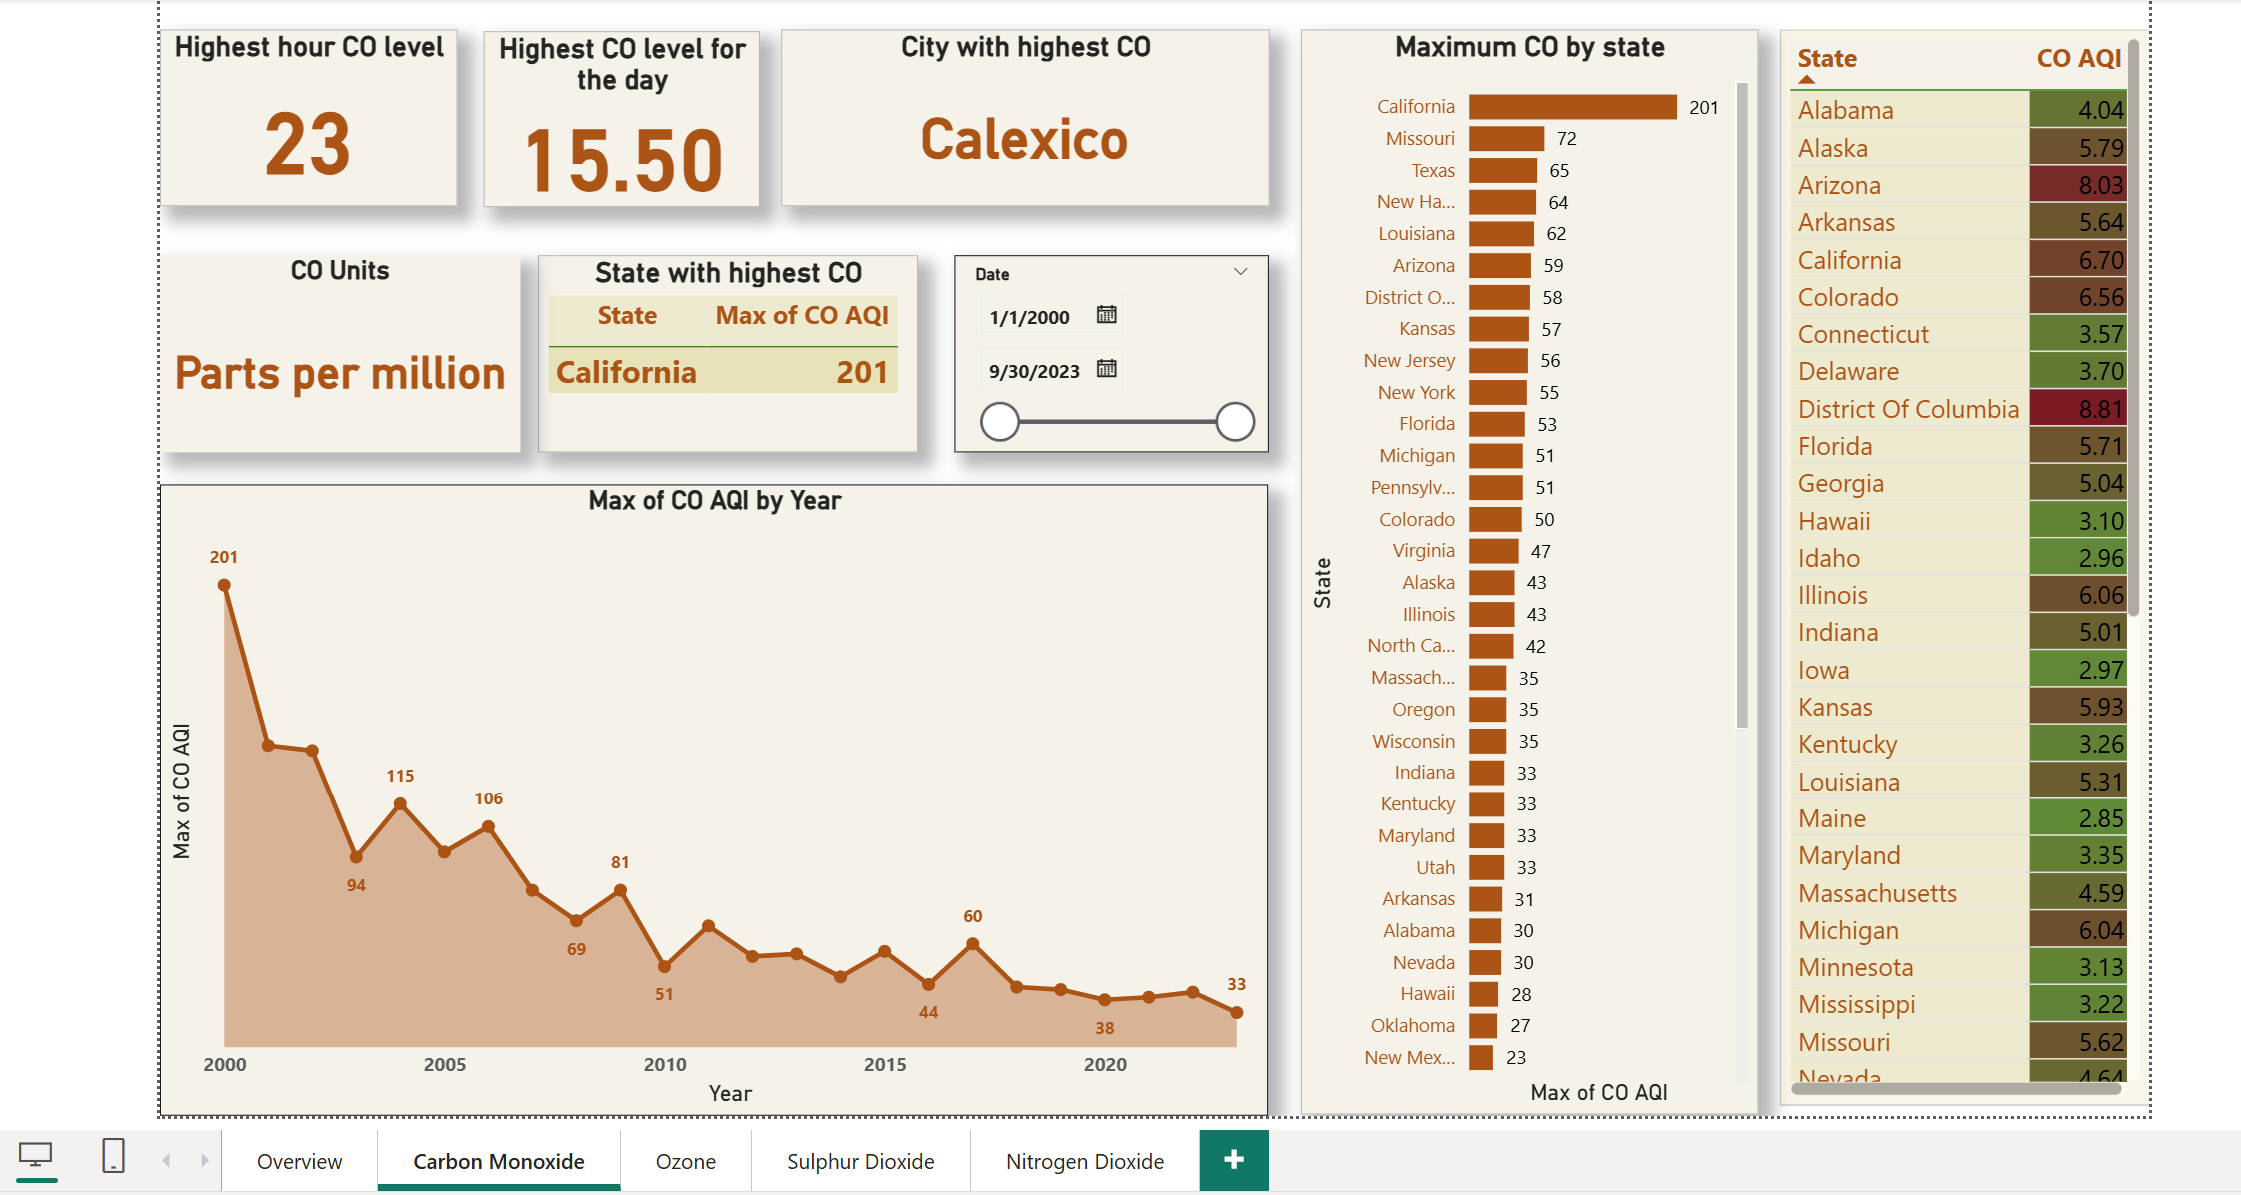 Highest hour CO level
23
Highest CO level for
the day
15.50
City with highest CO
Calexico
CO Units
Parts per million
State with highest CO
State Max of CO AQI
California 201
Date
1/1/2000
9/30/2023
Max of CO AQI by Year
Max of CO AQI
201
94
115
106
69
81
51
44
60
38
33
2000 2005 2010 2015 2020
Year
Maximum CO by state
State
California 201
Missouri 72
Texas 65
New Ha... 64
Louisiana 62
Arizona 59
District O... 58
Kansas 57
New Jersey 56
New York 55
Florida 53
Michigan 51
Pennsylv... 51
Colorado 50
Virginia 47
Alaska 43
Illinois 43
North Ca... 42
Massach... 35
Oregon 35
Wisconsin 35
Indiana 33
Kentucky 33
Maryland 33
Utah 33
Arkansas 31
Alabama 30
Nevada 30
Hawaii 28
Oklahoma 27
New Mex... 23
Max of CO AQI
State CO AQI
Alabama 4.04
Alaska 5.79
Arizona 8.03
Arkansas 5.64
California 6.70
Colorado 6.56
Connecticut 3.57
Delaware 3.70
District Of Columbia 8.81
Florida 5.71
Georgia 5.04
Hawaii 3.10
Idaho 2.96
Illinois 6.06
Indiana 5.01
Iowa 2.97
Kansas 5.93
Kentucky 3.26
Louisiana 5.31
Maine 2.85
Maryland 3.35
Massachusetts 4.59
Michigan 6.04
Minnesota 3.13
Mississippi 3.22
Missouri 5.62
Nevada 4.64
Overview Carbon Monoxide Ozone Sulphur Dioxide Nitrogen Dioxide +